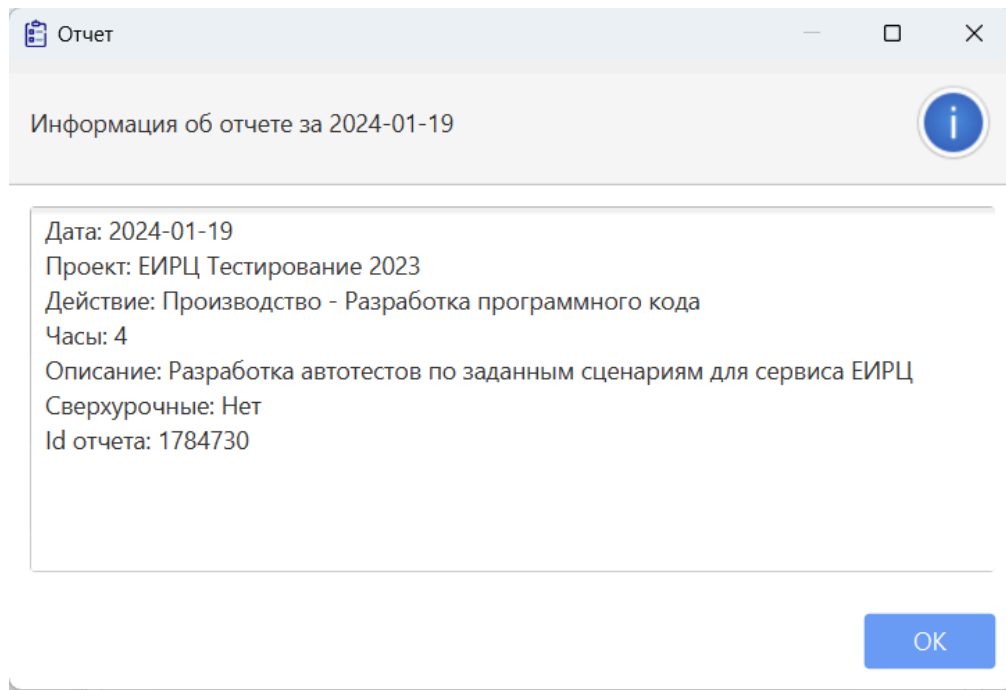 Отчет
Информация об отчете за 2024-01-19
i
Дата: 2024-01-19
Проект: ЕИРЦ Тестирование 2023
Действие: Производство - Разработка программного кода
Часы: 4
Описание: Разработка автотестов по заданным сценариям для сервиса ЕИРЦ
Сверхурочные: Нет
Id отчета: 1784730
OK